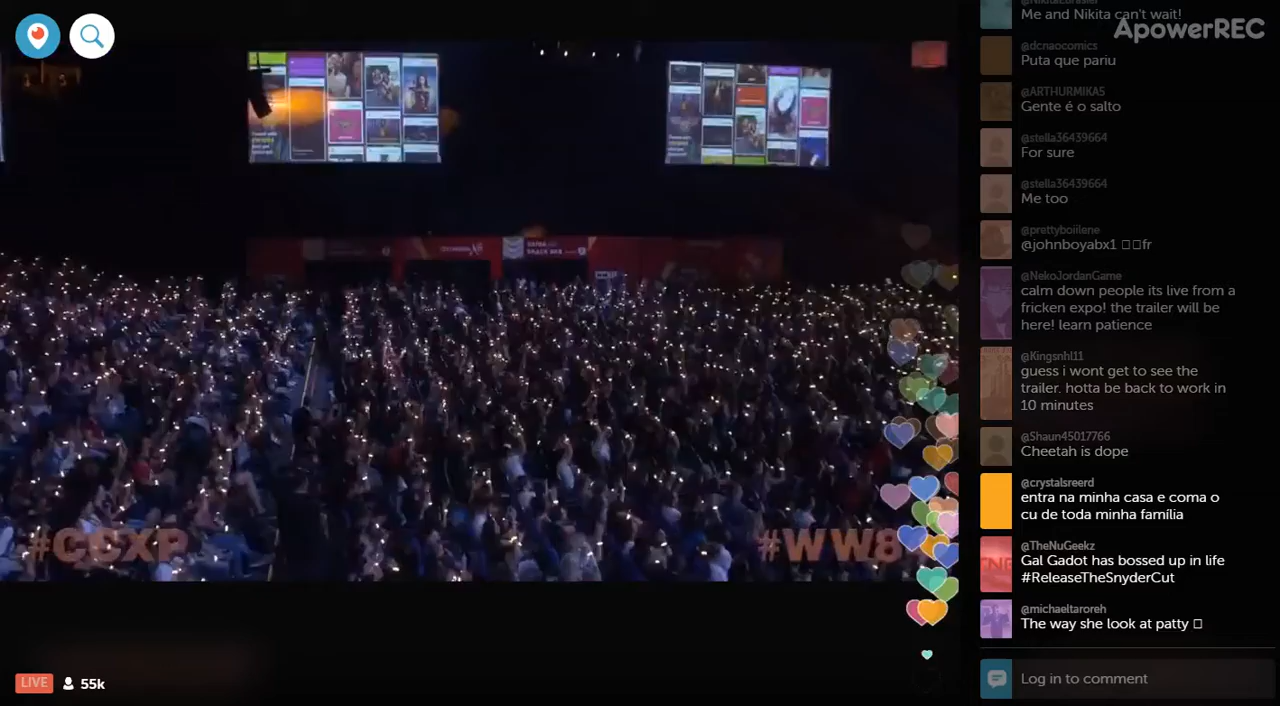 @NikitaLebrasier
Me and Nikita can't wait!
ApowerREC
@dcnaocomics
Puta que pariu
@ARTHURMIKA5
Gente é o salto
@stella36439664
For sure
@stella36439664
Me too
@prettyboiilene
@johnboyabx1 □□fr
@NekoJordanGame
calm down people its live from a
fricken expo! the trailer will be
here! learn patience
@Kingsnhl11
guess i wont get to see the
trailer. hotta be back to work in
10 minutes
@Shaun45017766
Cheetah is dope
@crystalsreerd
entra na minha casa e coma o
cu de toda minha família
@TheNuGeekz
Gal Gadot has bossed up in life
#ReleaseTheSnyderCut
@michaeltaroreh
The way she look at patty □
#CCXP
#WW8
LIVE
55k
Log in to comment